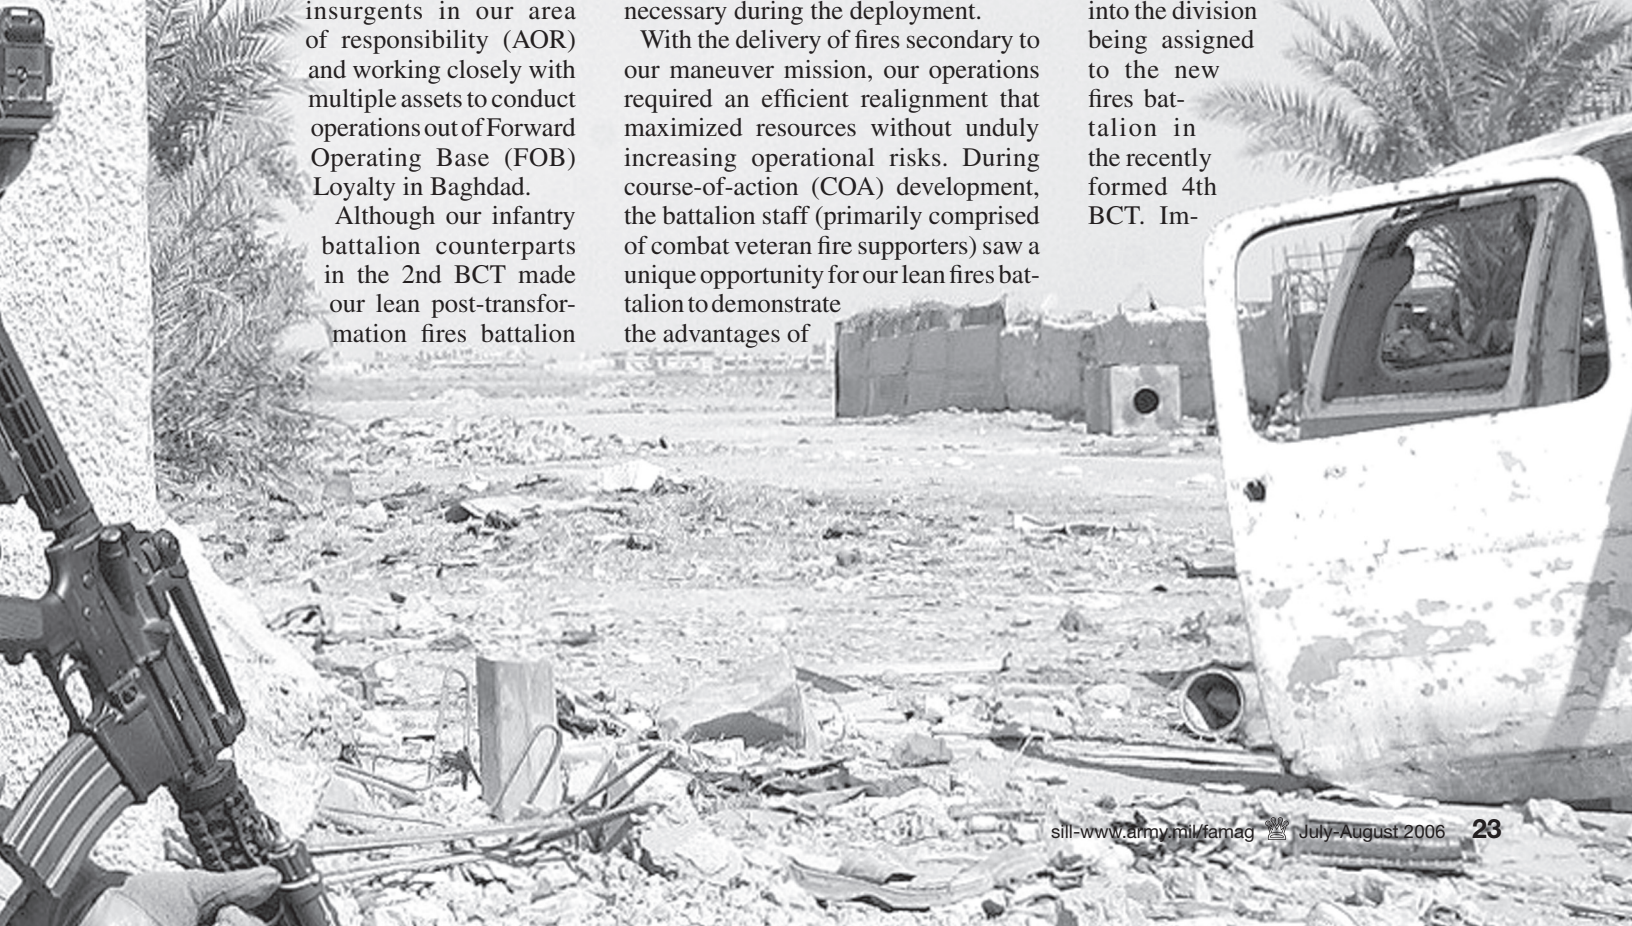 insurgents in our area
of responsibility (AOR)
and working closely with
multiple assets to conduct
operations out of Forward
Operating Base (FOB)
Loyalty in Baghdad.
Although our infantry
battalion counterparts
in the 2nd BCT made
our lean post-transfor-
mation fires battalion
necessary during the deployment.
With the delivery of fires secondary to
our maneuver mission, our operations
required an efficient realignment that
maximized resources without unduly
increasing operational risks. During
course-of-action (COA) development,
the battalion staff (primarily comprised
of combat veteran fire supporters) saw a
unique opportunity for our lean fires bat-
talion to demonstrate
the advantages of
into the division
being assigned
to the new
fires bat-
talion in
the recently
formed 4th
BCT. Im-
sill-www.army.mil/famag July-August 2006 23